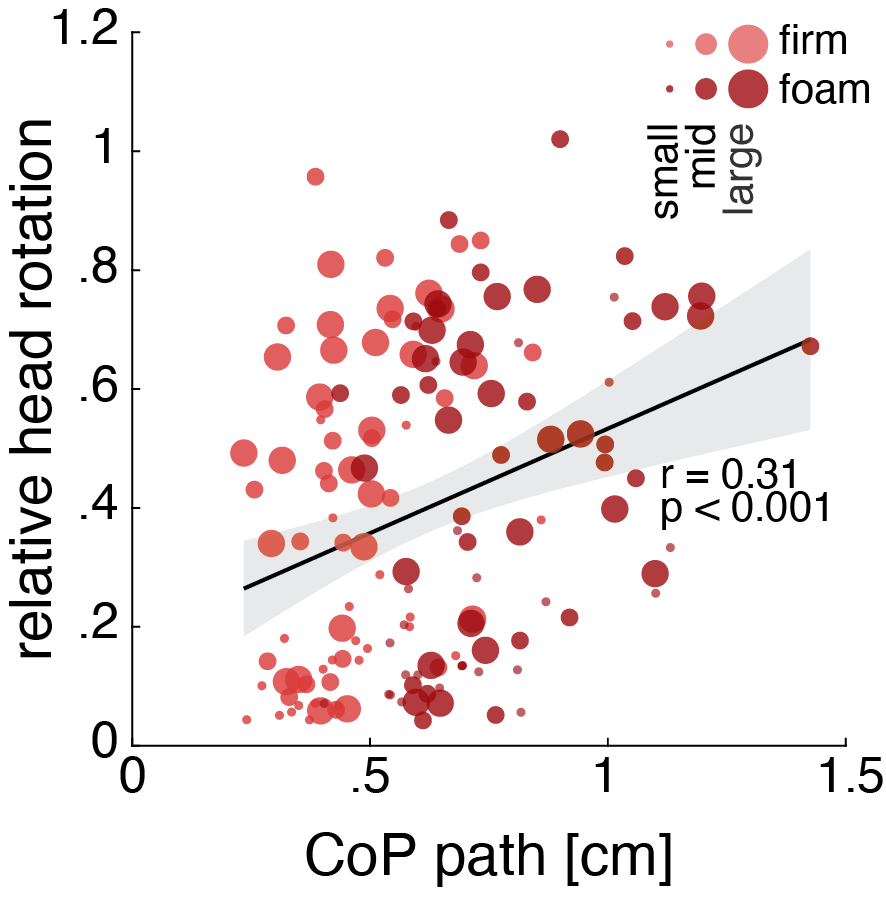 1.2
1
.8
.6
.4
.2
0
0
.5
1
1.5
relative head rotation
CoP path [cm]
firm
foam
small
mid
large
r = 0.31
p < 0.001